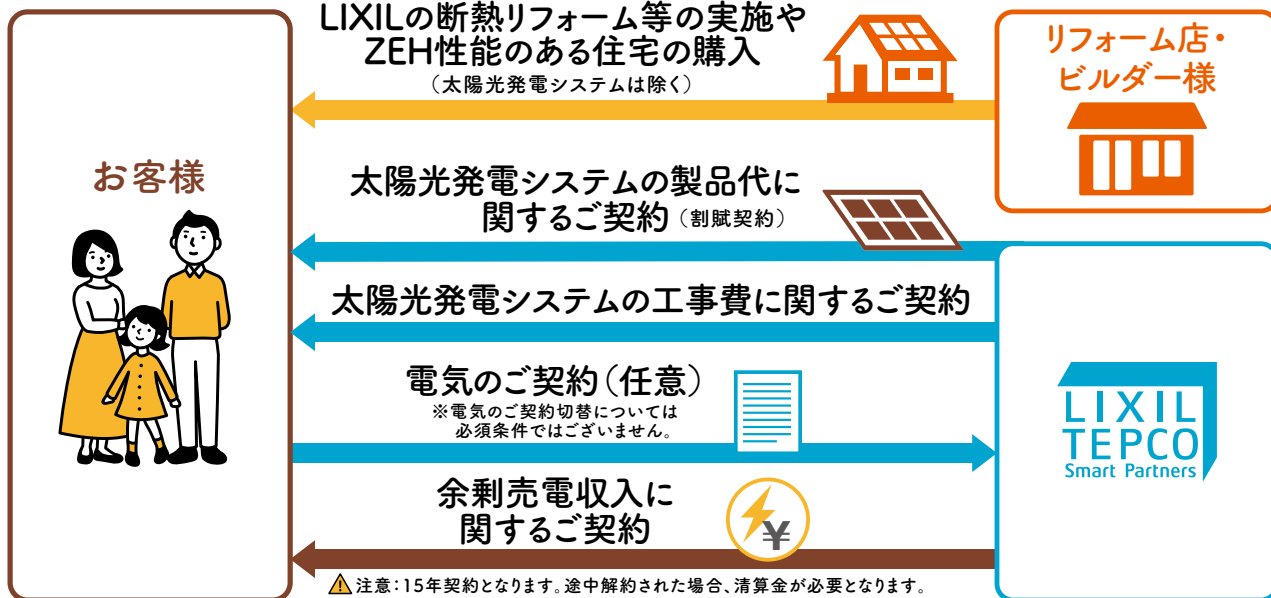 LIXILの断熱リフォーム等の実施や
ZEH性能のある住宅の購入
（太陽光発電システムは除く）
リフォーム店・
ビルダー様
お客様
太陽光発電システムの製品代に
関するご契約（割賦契約）
太陽光発電システムの工事費に関するご契約
電気のご契約（任意）
※電気のご契約切替については
必須条件ではございません。
LIXIL
TEPCO
Smart Partners
余剰売電収入に
関するご契約
¥
注意：15年契約となります。途中解約された場合、清算金が必要となります。